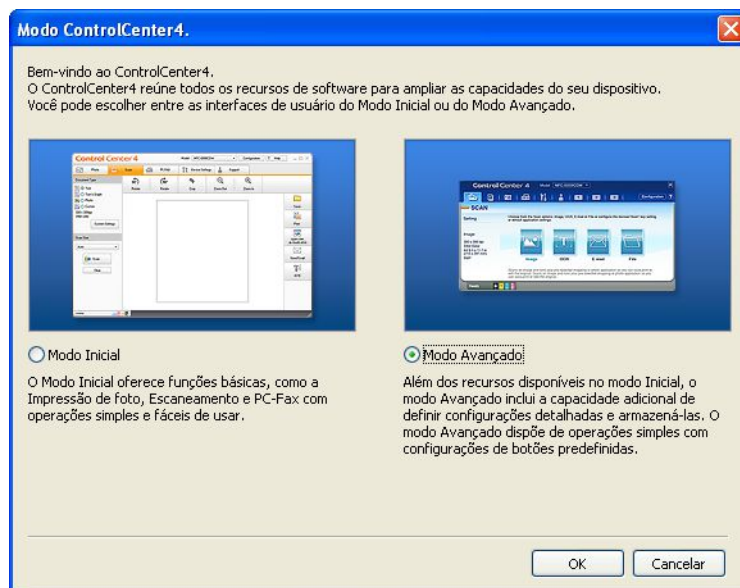 Modo ControlCenter4.
Bem-vindo ao ControlCenter4.
O ControlCenter4 reúne todos os recursos de software para ampliar as capacidades do seu dispositivo.
Você pode escolher entre as interfaces de usuário do Modo Inicial ou do Modo Avançado.
Control Center 4
Control Center 4
SCAN
Image
OCR
E-mail
File
Modo Inicial
O Modo Inicial oferece funções básicas, como a
Impressão de foto, Escaneamento e PC-Fax com
operações simples e fáceis de usar.
Modo Avançado
Além dos recursos disponíveis no modo Inicial, o
modo Avançado inclui a capacidade adicional de
definir configurações detalhadas e armazená-las. O
modo Avançado dispõe de operações simples com
configurações de botões predefinidas.
OK
Cancelar